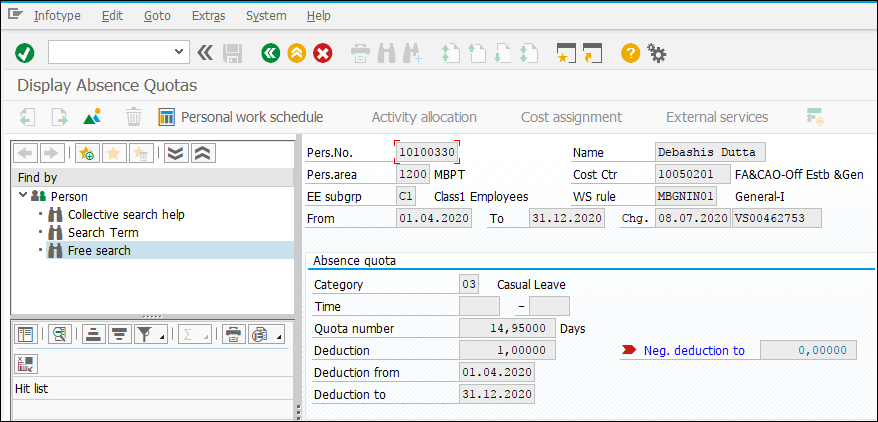 Infotype Edit Goto Extras System Help
Display Absence Quotas
Personal work schedule Activity allocation Cost assignment External services
Find by
Person
Collective search help
Search Term
Free search
Hit list
Pers.No. 10100330 Name Debashis Dutta
Pers.area 1200 MBPT Cost Ctr 10050201 FA&CAO-Off Estb &Gen
EE subgrp C1 Class1 Employees WS rule MBGNIN01 General-I
From 01.04.2020 To 31.12.2020 Chg. 08.07.2020 VS00462753
Absence quota
Category 03 Casual Leave
Time -
Quota number 14,95000 Days
Deduction 1,00000 Neg. deduction to 0,00000
Deduction from 01.04.2020
Deduction to 31.12.2020